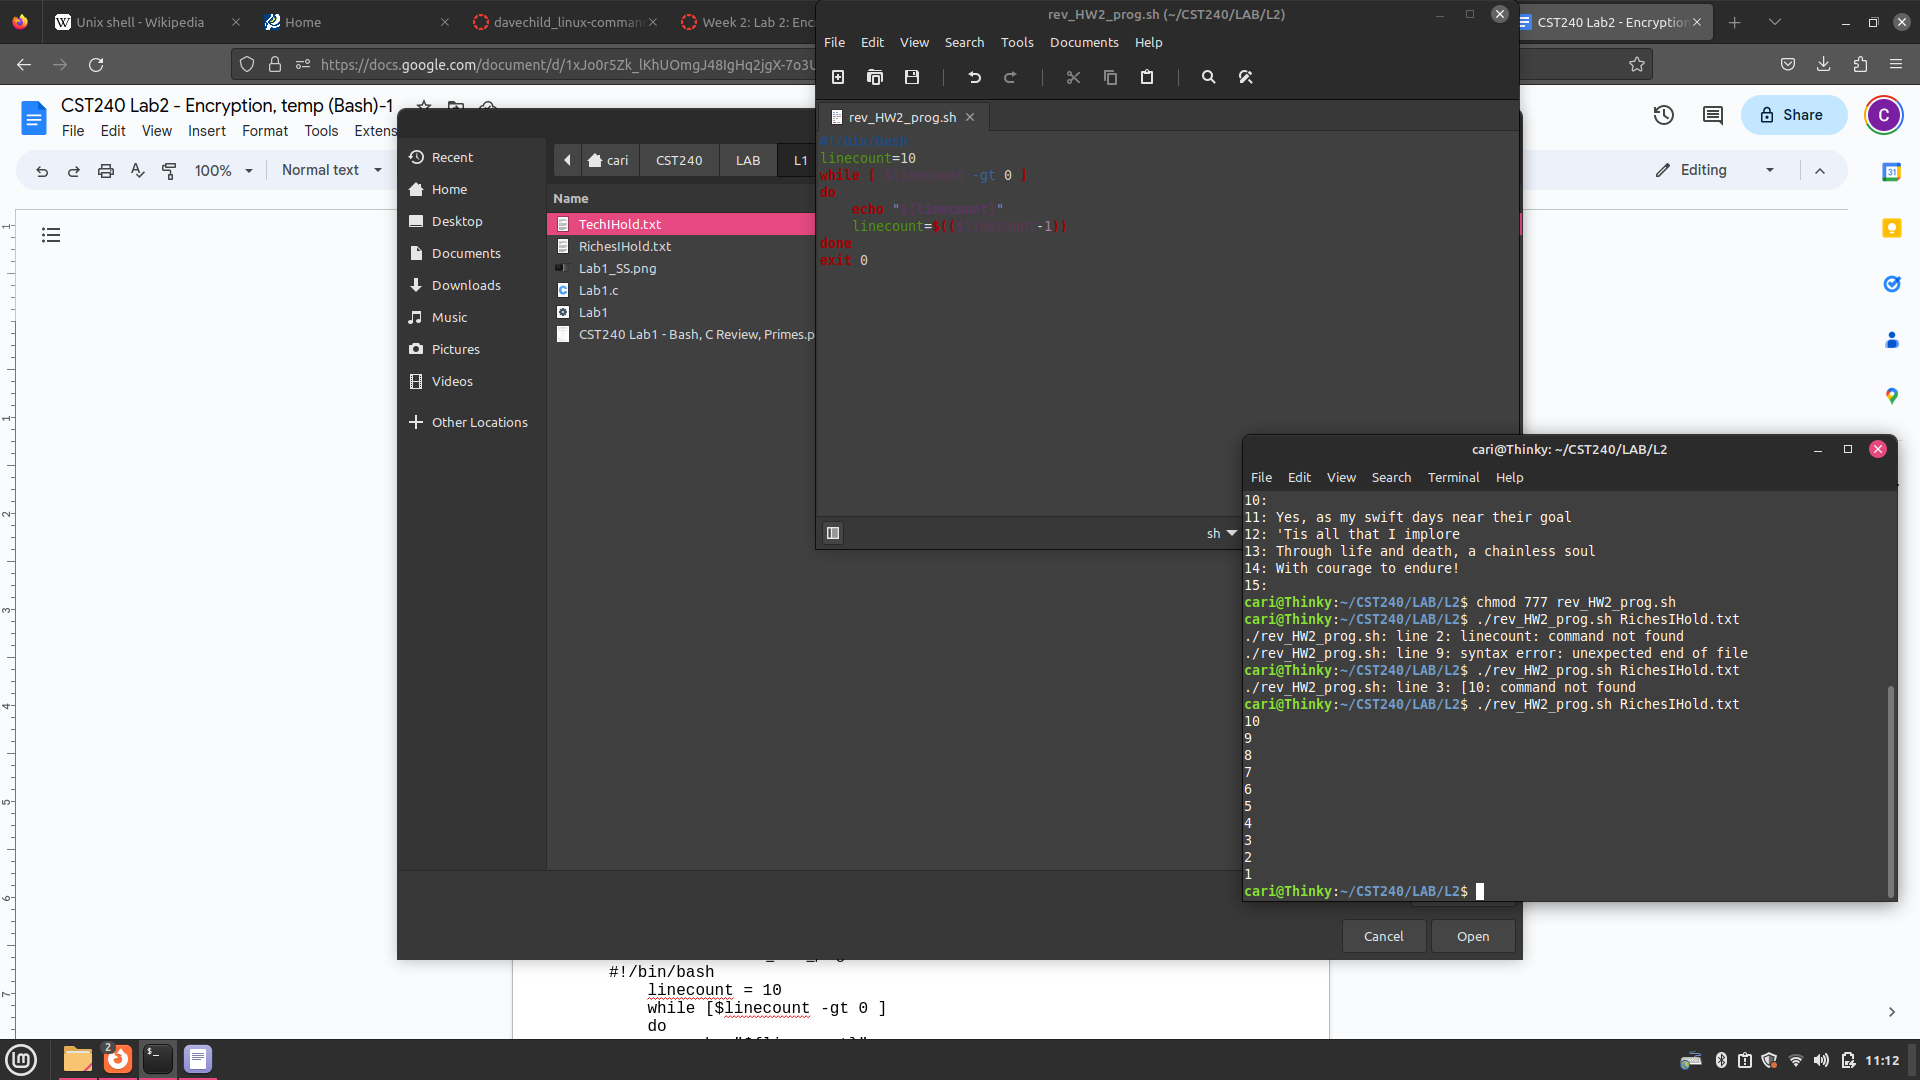 Unix shell - Wikipedia
Home
davechild_linux-comman
Week 2: Lab 2: Enc
CST240 Lab2 - Encryption
https://docs.google.com/document/d/1xJo0r5Zk_lKhUOmgJ48IgHq2jgX-7o3U
CST240 Lab2 - Encryption, temp (Bash)-1
File Edit View Insert Format Tools Extens
Share
C
100%
Normal text
Editing
31
Recent
Home
Desktop
Documents
Downloads
Music
Pictures
Videos
Other Locations
cari
CST240
LAB
L1
Name
TechIHold.txt
RichesIHold.txt
Lab1_SS.png
Lab1.c
Lab1
CST240 Lab1 - Bash, C Review, Primes.p
Cancel
Open
rev_HW2_prog.sh (~/CST240/LAB/L2)
File Edit View Search Tools Documents Help
rev_HW2_prog.sh
#!/bin/bash
linecount=10
while [ $linecount -gt 0 ]
do
echo "${linecount}"
linecount=$(($linecount-1))
done
exit 0
sh
cari@Thinky: ~/CST240/LAB/L2
File Edit View Search Terminal Help
10:
11: Yes, as my swift days near their goal
12: 'Tis all that I implore
13: Through life and death, a chainless soul
14: With courage to endure!
15:
cari@Thinky:~/CST240/LAB/L2$ chmod 777 rev_HW2_prog.sh
cari@Thinky:~/CST240/LAB/L2$ ./rev_HW2_prog.sh RichesIHold.txt
./rev_HW2_prog.sh: line 2: linecount: command not found
./rev_HW2_prog.sh: line 9: syntax error: unexpected end of file
cari@Thinky:~/CST240/LAB/L2$ ./rev_HW2_prog.sh RichesIHold.txt
./rev_HW2_prog.sh: line 3: [10: command not found
cari@Thinky:~/CST240/LAB/L2$ ./rev_HW2_prog.sh RichesIHold.txt
10
9
8
7
6
5
4
3
2
1
cari@Thinky:~/CST240/LAB/L2$
#!/bin/bash
linecount = 10
while [$linecount -gt 0 ]
do
1
1
2
3
4
5
6
7
2
11:12